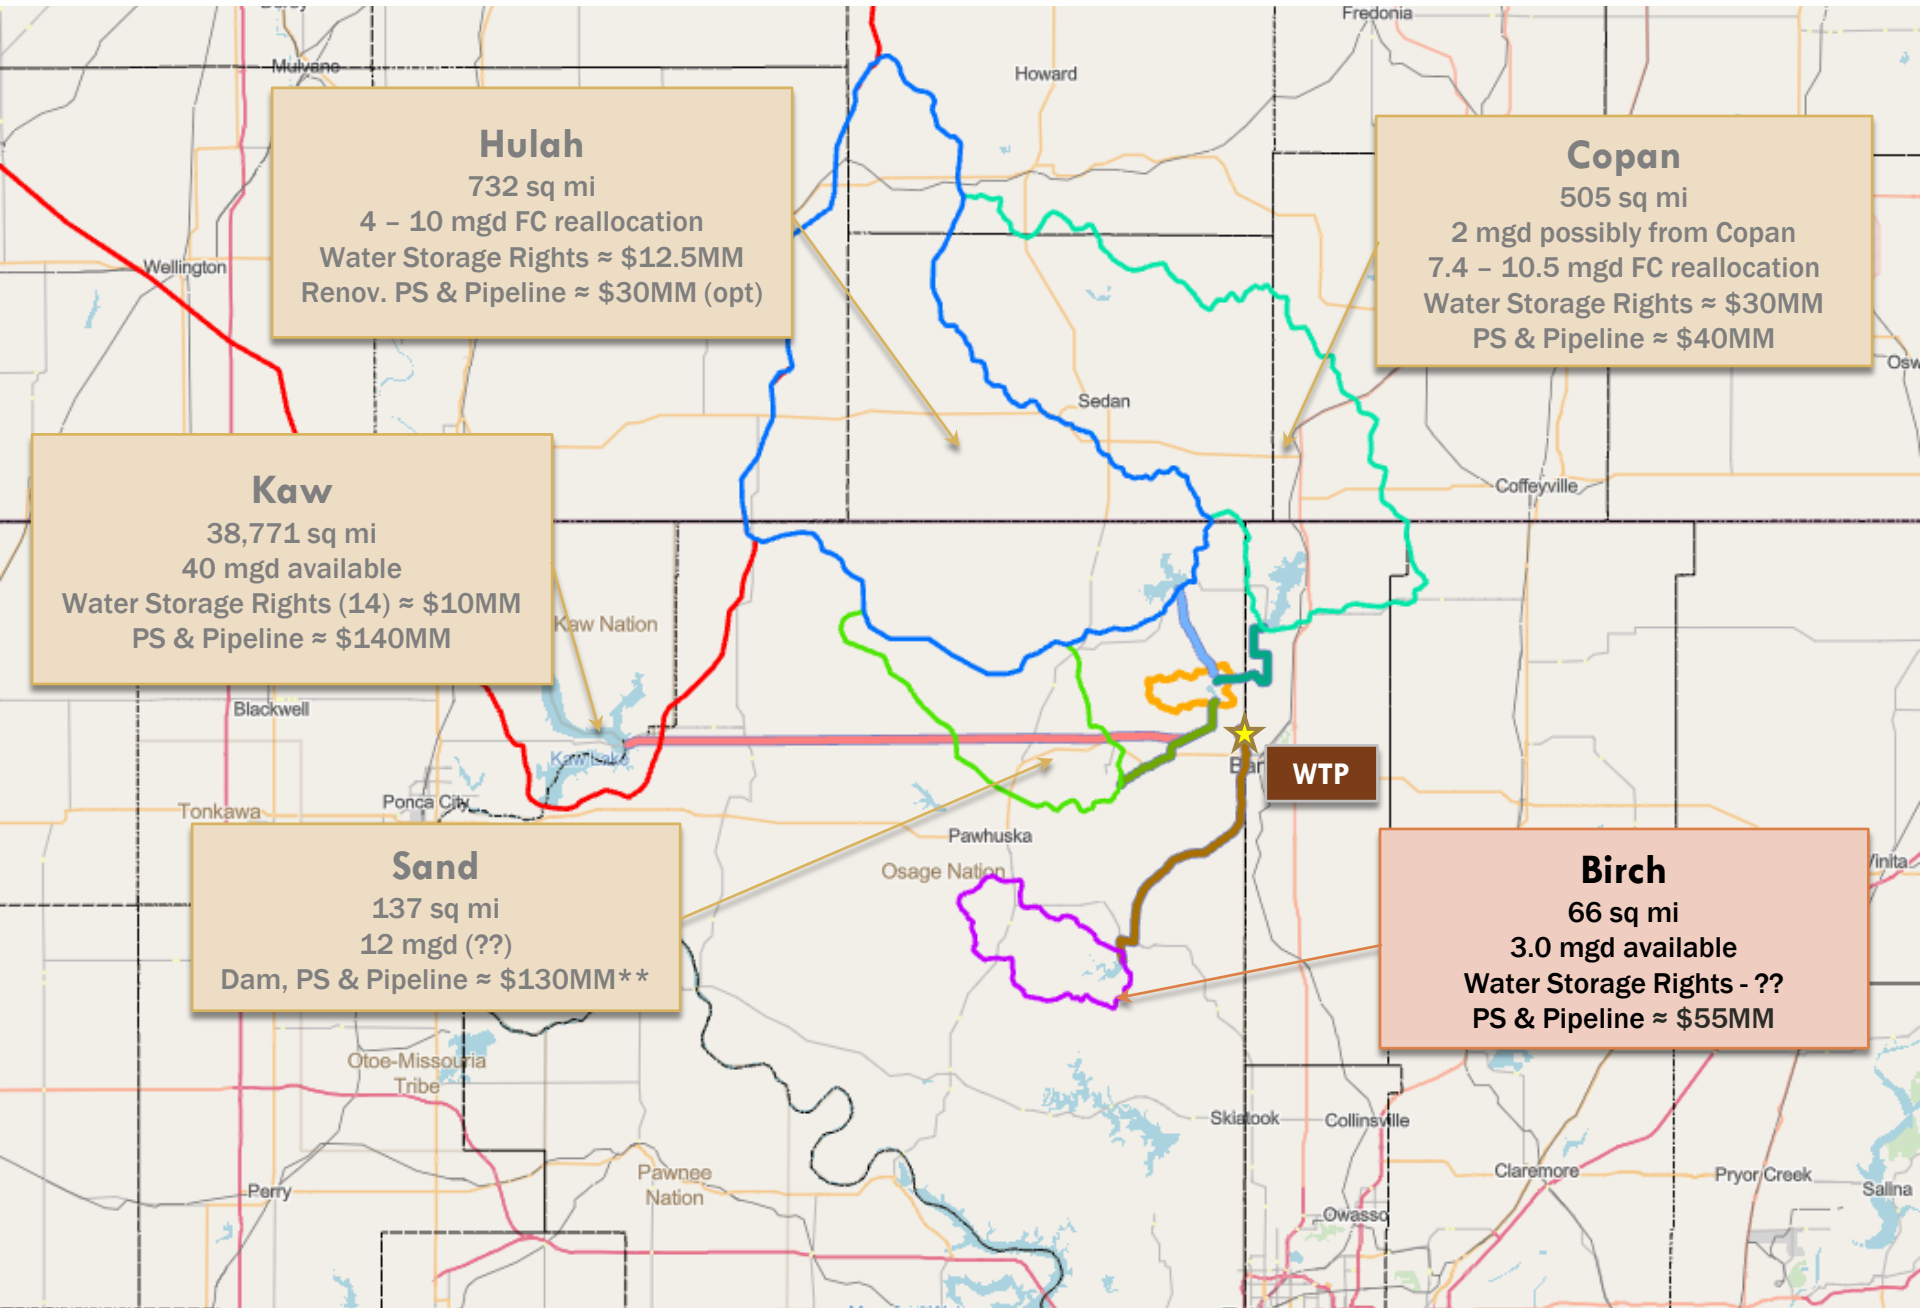 Fredonia
Mulvane
Howard
Hulah
732 sq mi
4 – 10 mgd FC reallocation
Water Storage Rights ≈ $12.5MM
Renov. PS & Pipeline ≈ $30MM (opt)
Copan
505 sq mi
2 mgd possibly from Copan
7.4 – 10.5 mgd FC reallocation
Water Storage Rights ≈ $30MM
PS & Pipeline ≈ $40MM
Wellington
Osw
Sedan
Coffeyville
Kaw
38,771 sq mi
40 mgd available
Water Storage Rights (14) ≈ $10MM
PS & Pipeline ≈ $140MM
Kaw Nation
Blackwell
Kaw Lake
Bar
WTP
Ponca City
Tonkawa
Pawhuska
Osage Nation
Sand
137 sq mi
12 mgd (??)
Dam, PS & Pipeline ≈ $130MM**
Birch
66 sq mi
3.0 mgd available
Water Storage Rights - ??
PS & Pipeline ≈ $55MM
Vinita
Otoe-Missouria
Tribe
Skiatook
Collinsville
Pawnee
Nation
Claremore
Pryor Creek
Perry
Salina
Owasso